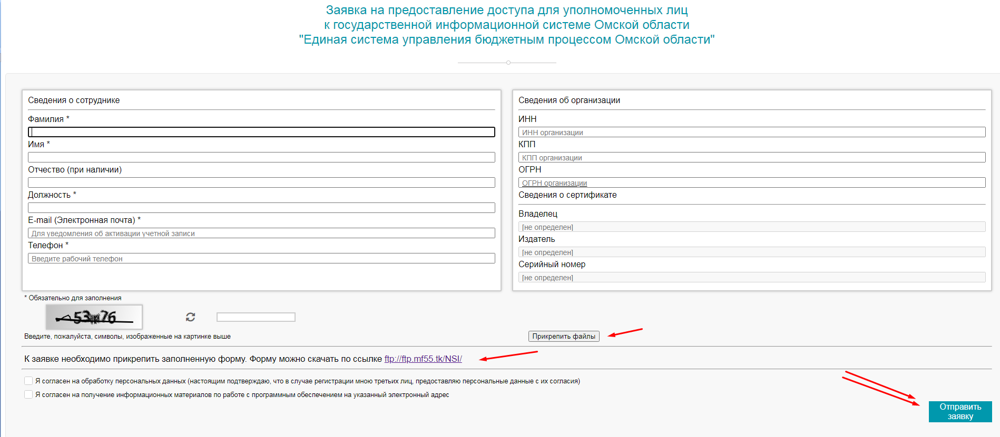 Заявка на предоставление доступа для уполномоченных лиц
к государственной информационной системе Омской области
"Единая система управления бюджетным процессом Омской области"
Сведения о сотруднике
Фамилия *
Имя *
Отчество (при наличии)
Должность *
E-mail (Электронная почта) *
Для уведомления об активации учетной записи
Телефон *
Введите рабочий телефон
Сведения об организации
ИНН
ИНН организации
КПП
КПП организации
ОГРН
ОГРН организации
Сведения о сертификате
Владелец
[не определен]
Издатель
[не определен]
Серийный номер
[не определен]
* Обязательно для заполнения
Введите, пожалуйста, символы, изображенные на картинке выше
Прикрепить файлы
К заявке необходимо прикрепить заполненную форму. Форму можно скачать по ссылке ftp://ftp.mf55.tk/NSI/
Я согласен на обработку персональных данных (настоящим подтверждаю, что в случае регистрации мною третьих лиц, предоставляю персональные данные с их согласия)
Я согласен на получение информационных материалов по работе с программным обеспечением на указанный электронный адрес
Отправить
заявку